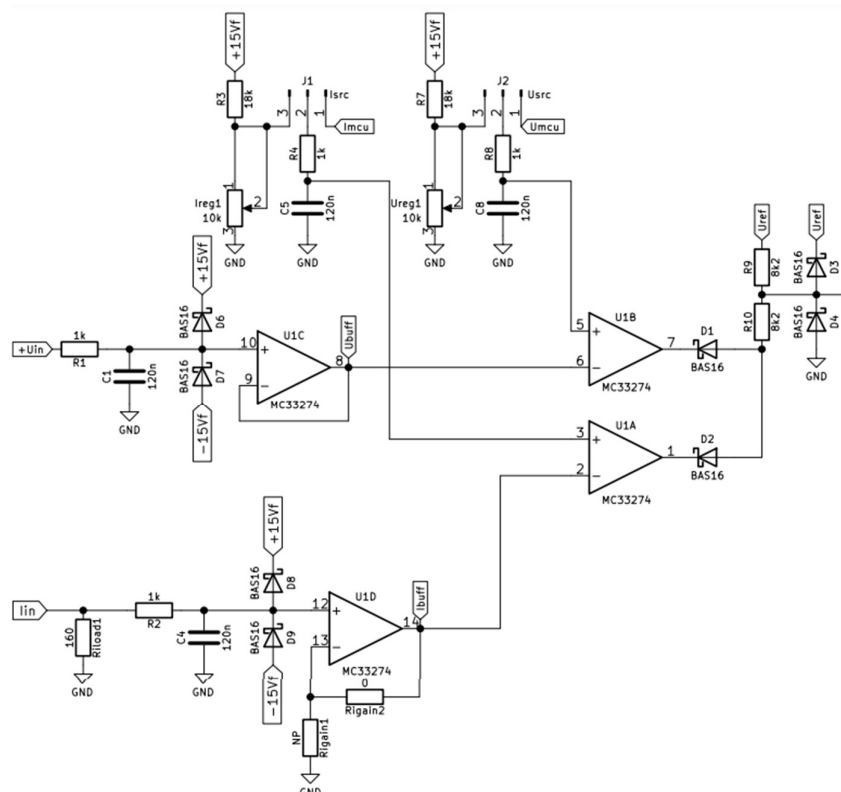 +15Vf
R3
18k
J1
Isrc
3
2
1
Imcu
R4
1k
1
2
3
Ireg1
10k
C5
120n
GND
GND
+15Vf
R7
18k
J2
Usrc
3
2
1
Umcu
R8
1k
1
2
3
Ureg1
10k
C8
120n
GND
GND
+15Vf
BAS16
D6
+Uin
1k
R1
C1
120n
GND
BAS16
D7
-15Vf
10
+
9
-
U1C
8
MC33274
Ubuff
5
+
6
-
U1B
7
MC33274
D1
BAS16
3
+
2
-
U1A
1
MC33274
D2
BAS16
Uref
R9
8k2
R10
8k2
Uref
BAS16
D3
BAS16
D4
GND
+15Vf
BAS16
D8
Iin
160
Riload1
GND
1k
R2
C4
120n
GND
BAS16
D9
-15Vf
12
+
13
-
U1D
14
MC33274
Ibuff
0
Rigain2
NP
Rigain1
GND